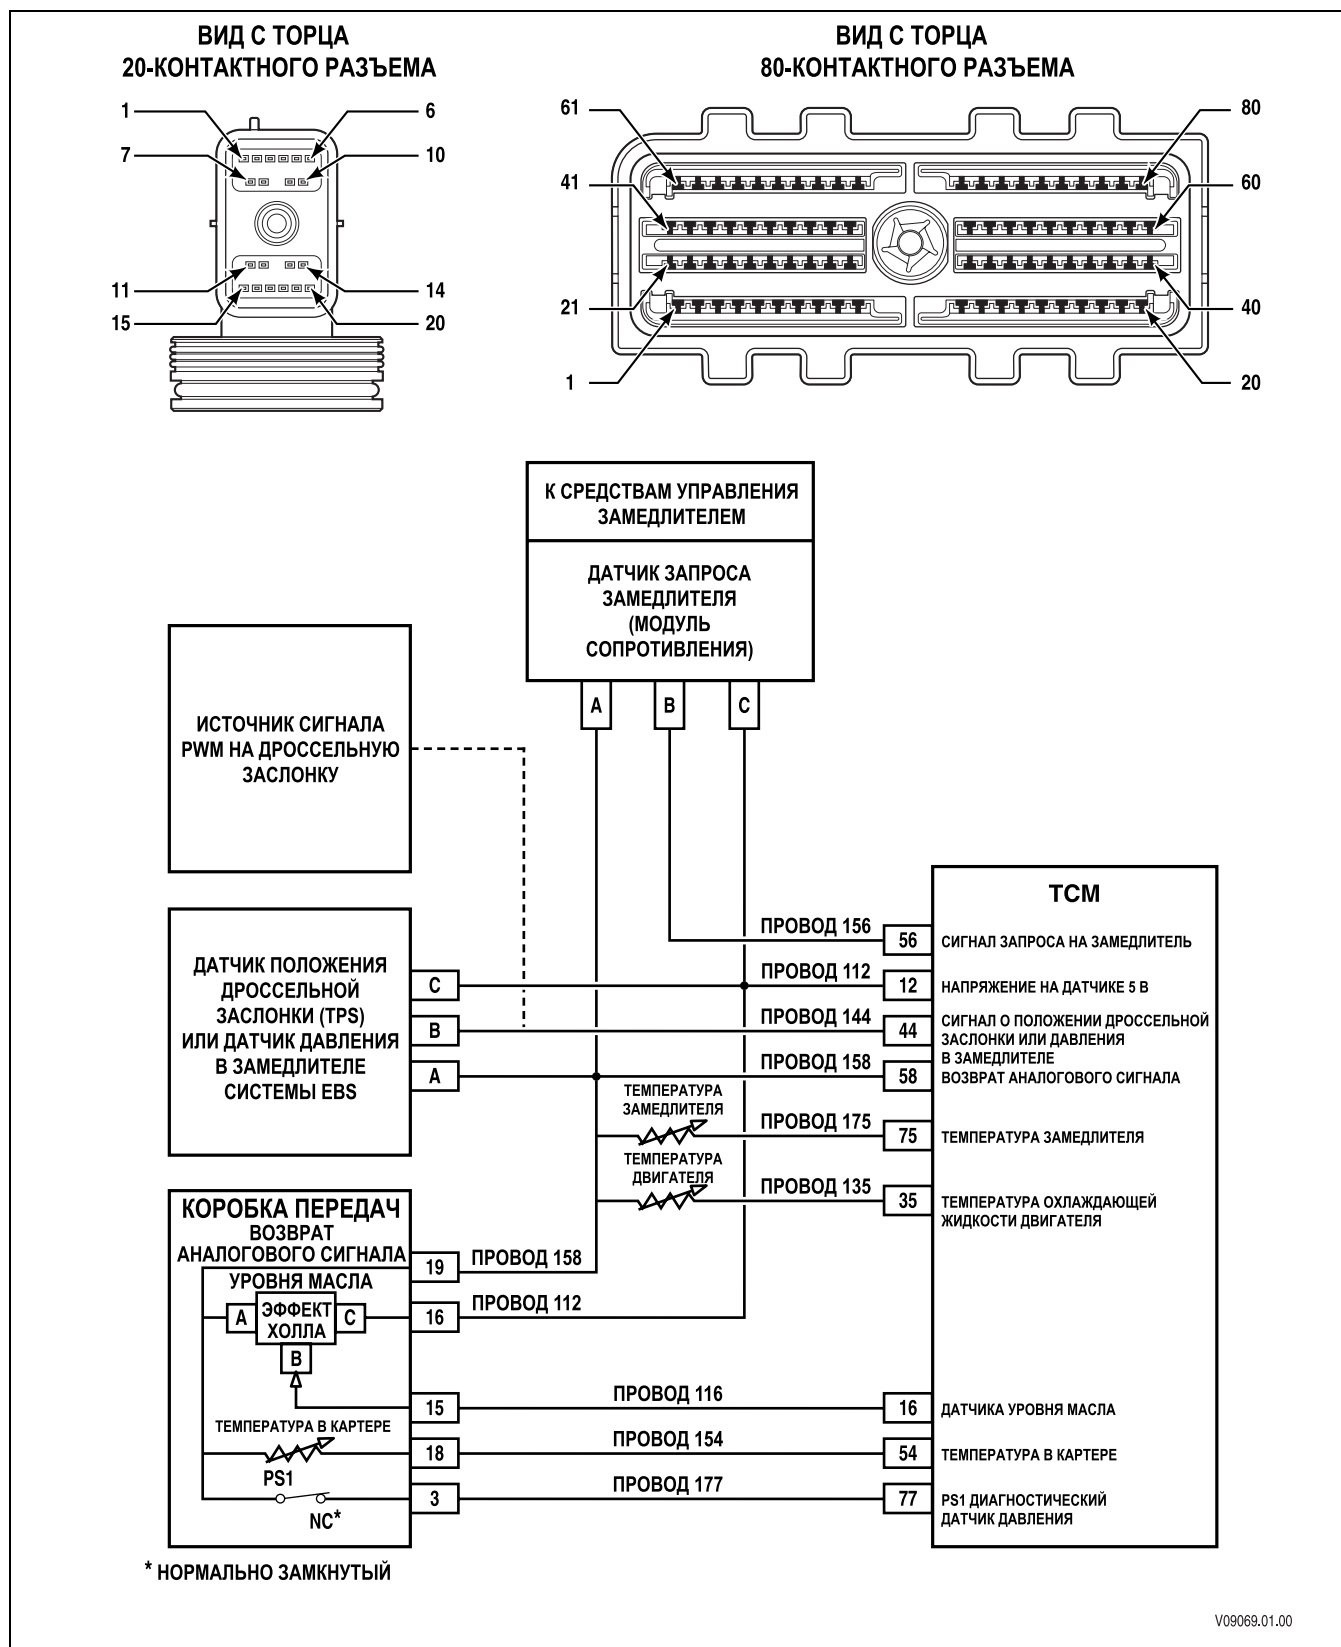 ВИД С ТОРЦА
20-КОНТАКТНОГО РАЗЪЕМА
1
6
7
10
11
14
15
20
ВИД С ТОРЦА
80-КОНТАКТНОГО РАЗЪЕМА
61
80
41
60
21
40
1
20
К СРЕДСТВАМ УПРАВЛЕНИЯ
ЗАМЕДЛИТЕЛЕМ
ДАТЧИК ЗАПРОСА
ЗАМЕДЛИТЕЛЯ
(МОДУЛЬ
СОПРОТИВЛЕНИЯ)
A
B
C
ИСТОЧНИК СИГНАЛА
PWM НА ДРОССЕЛЬНУЮ
ЗАСЛОНКУ
ДАТЧИК ПОЛОЖЕНИЯ
ДРОССЕЛЬНОЙ
ЗАСЛОНКИ (TPS)
ИЛИ ДАТЧИК ДАВЛЕНИЯ
В ЗАМЕДЛИТЕЛЕ
СИСТЕМЫ EBS
C
B
A
TCM
ПРОВОД 156
56
СИГНАЛ ЗАПРОСА НА ЗАМЕДЛИТЕЛЬ
ПРОВОД 112
12
НАПРЯЖЕНИЕ НА ДАТЧИКЕ 5 В
ПРОВОД 144
44
СИГНАЛ О ПОЛОЖЕНИИ ДРОССЕЛЬНОЙ
ЗАСЛОНКИ ИЛИ ДАВЛЕНИЯ
В ЗАМЕДЛИТЕЛЕ
ПРОВОД 158
58
ВОЗВРАТ АНАЛОГОВОГО СИГНАЛА
ТЕМПЕРАТУРА
ЗАМЕДЛИТЕЛЯ
ПРОВОД 175
75
ТЕМПЕРАТУРА ЗАМЕДЛИТЕЛЯ
ТЕМПЕРАТУРА
ДВИГАТЕЛЯ
ПРОВОД 135
35
ТЕМПЕРАТУРА ОХЛАЖДАЮЩЕЙ
ЖИДКОСТИ ДВИГАТЕЛЯ
КОРОБКА ПЕРЕДАЧ
ВОЗВРАТ
АНАЛОГОВОГО СИГНАЛА
19
ПРОВОД 158
УРОВНЯ МАСЛА
A
ЭФФЕКТ
ХОЛЛА
C
B
16
ПРОВОД 112
15
ПРОВОД 116
16
ДАТЧИКА УРОВНЯ МАСЛА
ТЕМПЕРАТУРА В КАРТЕРЕ
18
ПРОВОД 154
54
ТЕМПЕРАТУРА В КАРТЕРЕ
PS1
NC*
3
ПРОВОД 177
77
PS1 ДИАГНОСТИЧЕСКИЙ
ДАТЧИК ДАВЛЕНИЯ
* НОРМАЛЬНО ЗАМКНУТЫЙ
V09069.01.00